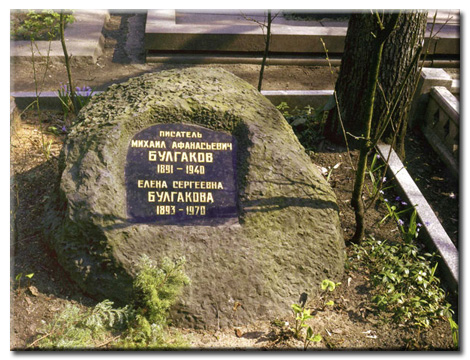 ПИСАТЕЛЬ
МИХАИЛ АФАНАСЬЕВИЧ
БУЛГАКОВ
1891 - 1940
ЕЛЕНА СЕРГЕЕВНА
БУЛГАКОВА
1893 - 1970